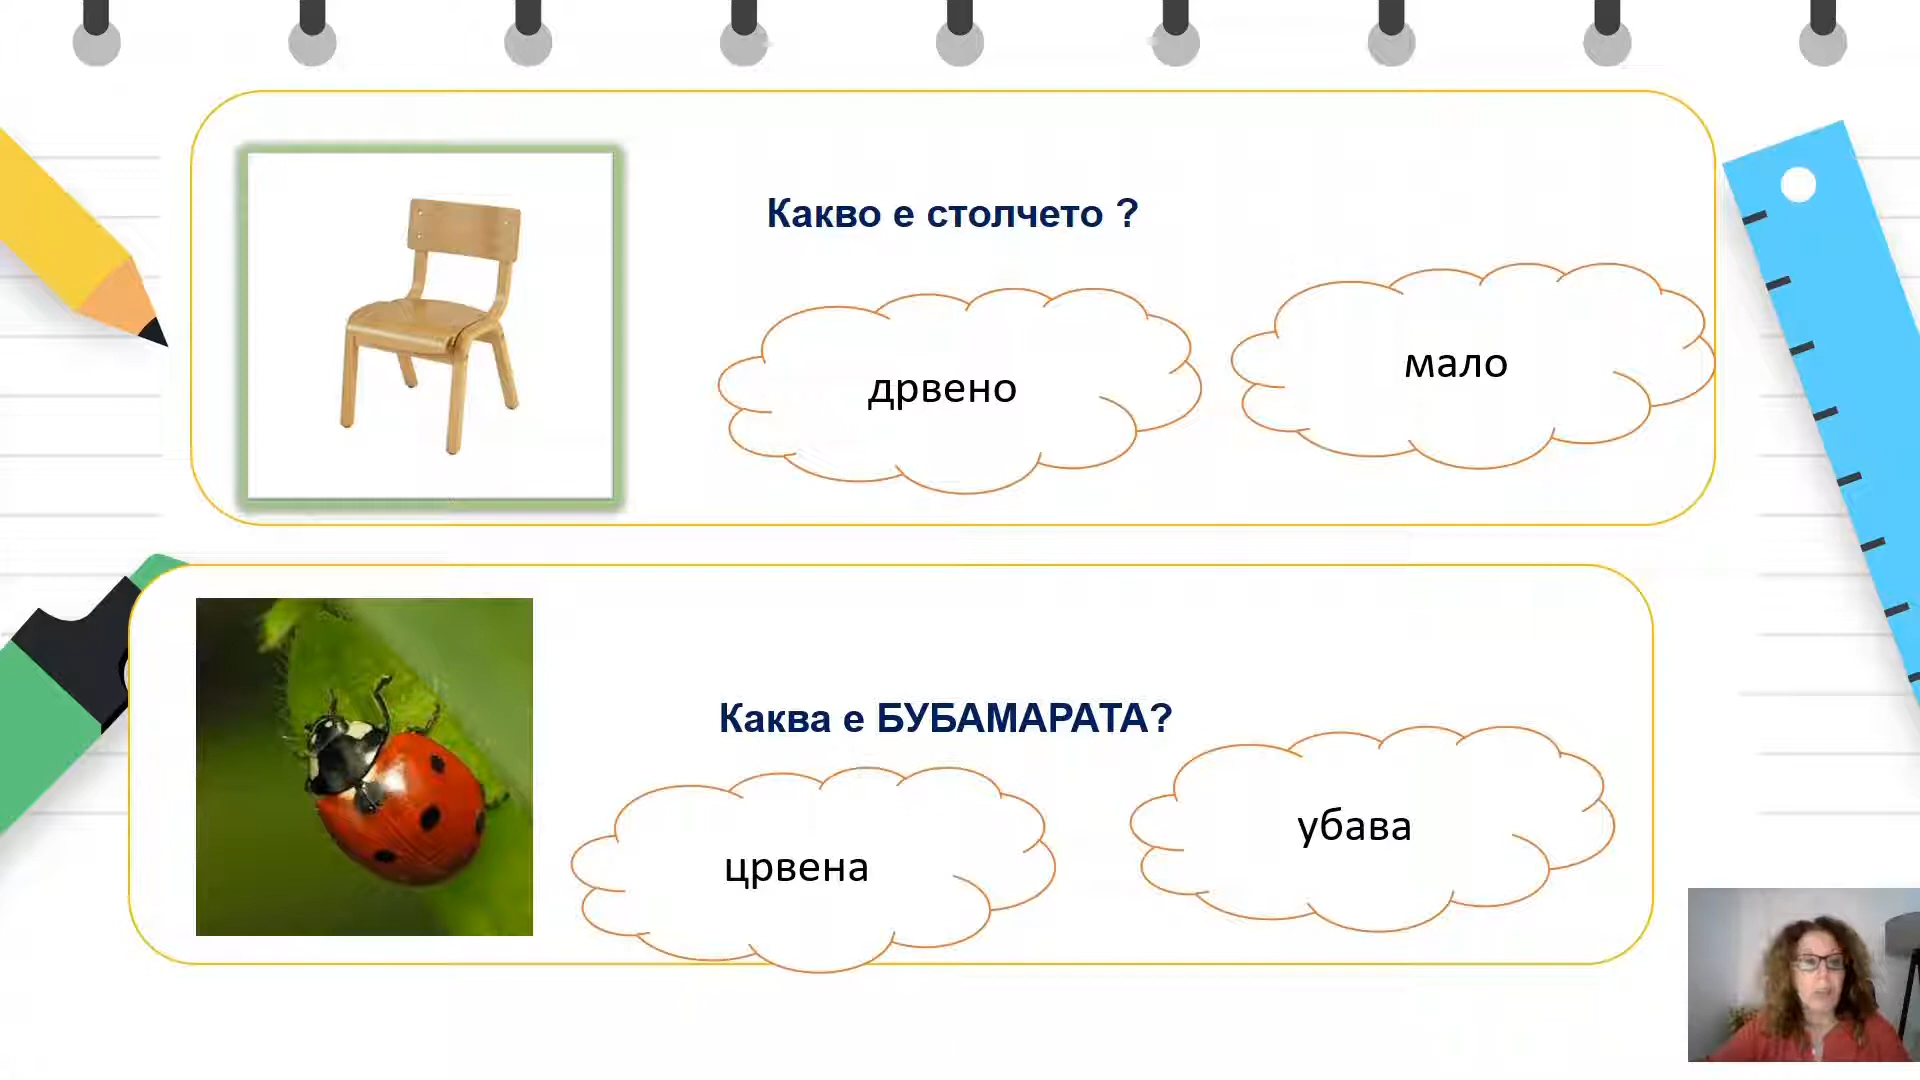 Какво е столчето ?
дрвено
мало
Каква е БУБАМАРАТА?
црвена
убава